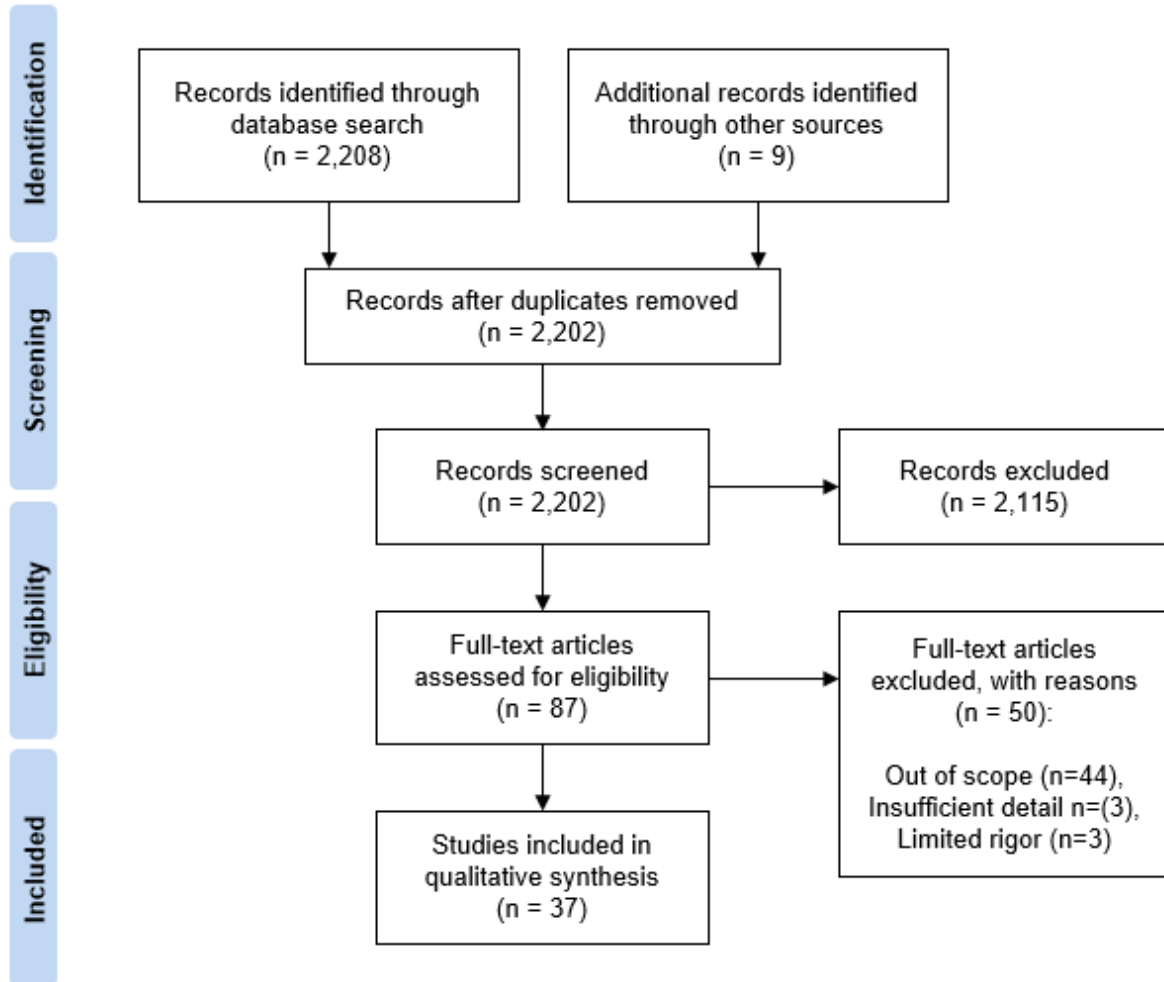 Identification
Records identified through
database search
(n = 2,208)
Additional records identified
through other sources
(n = 9)
Screening
Records after duplicates removed
(n = 2,202)
Records screened
(n = 2,202)
Records excluded
(n = 2,115)
Eligibility
Full-text articles
assessed for eligibility
(n = 87)
Full-text articles
excluded, with reasons
(n = 50):
Out of scope (n=44),
Insufficient detail n=(3),
Limited rigor (n=3)
Included
Studies included in
qualitative synthesis
(n = 37)